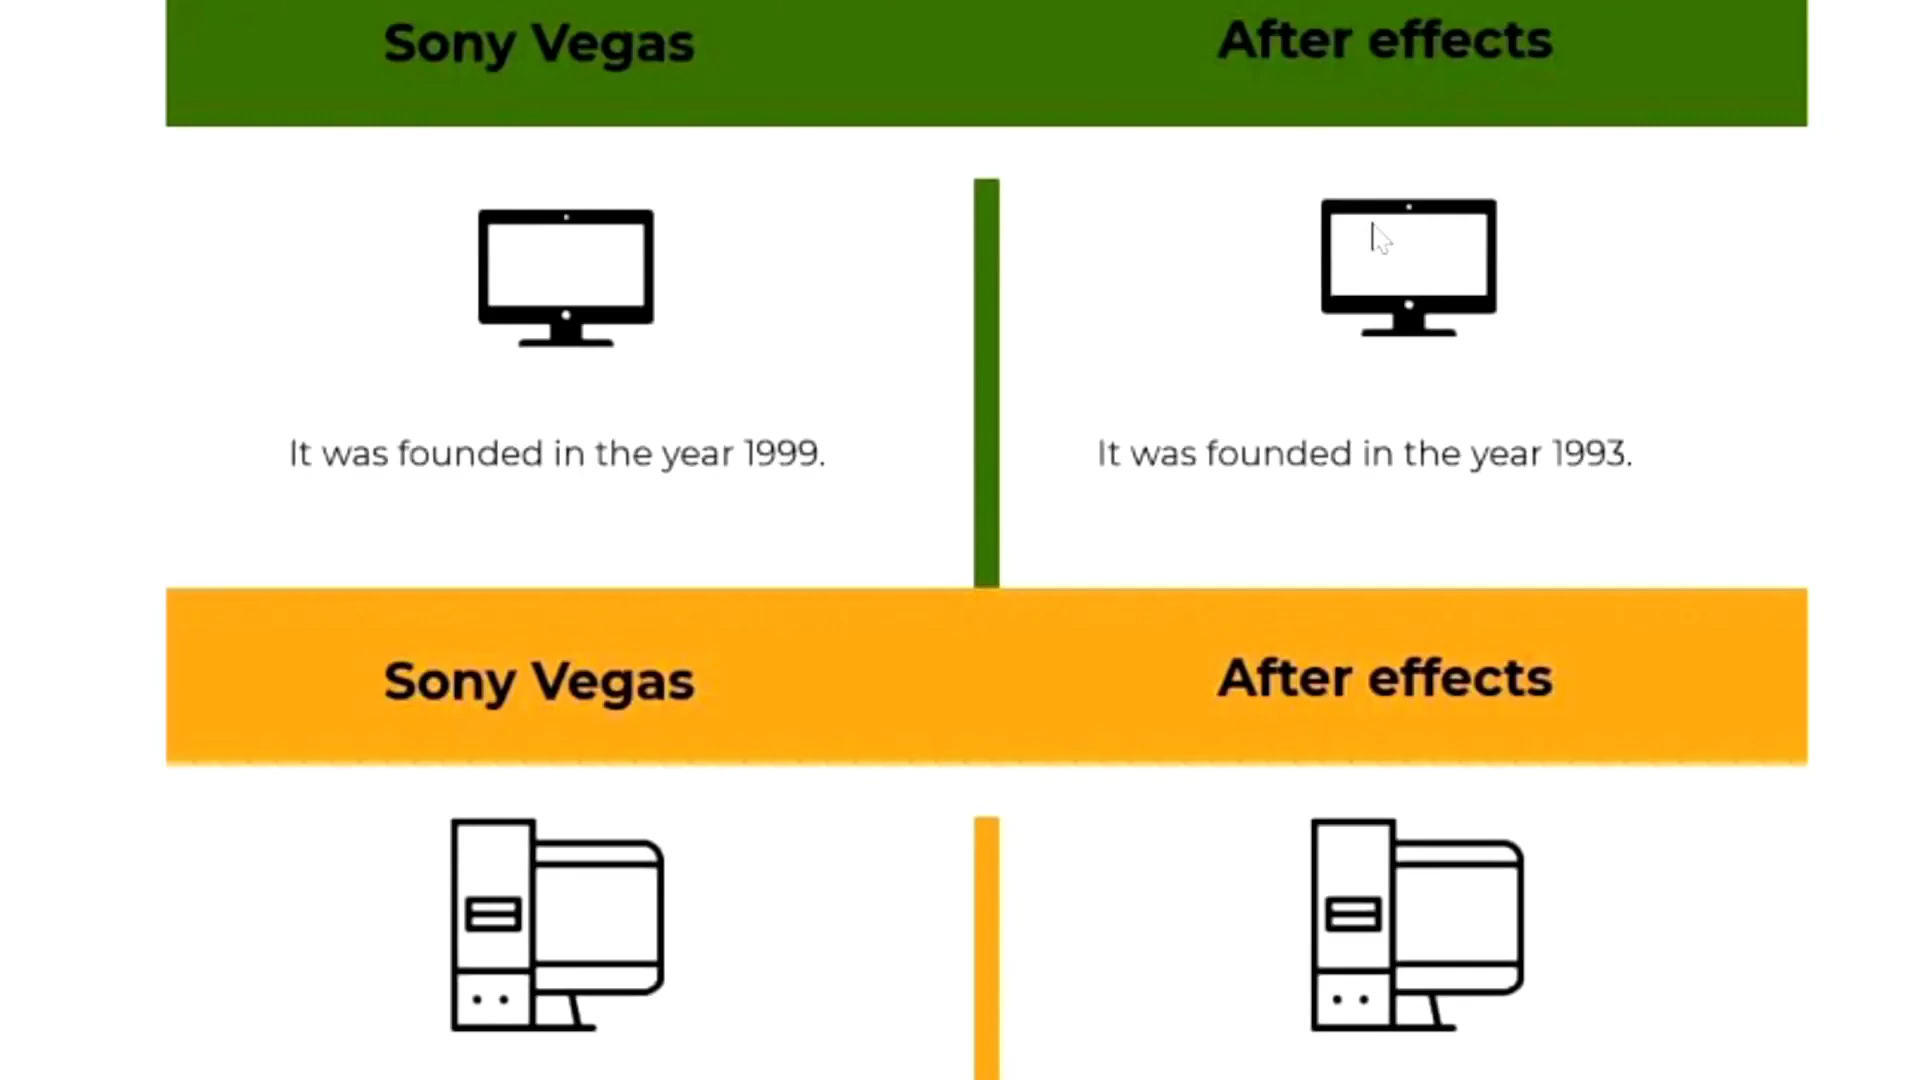 Sony Vegas
After effects
It was founded in the year 1999.
It was founded in the year 1993.
Sony Vegas
After effects